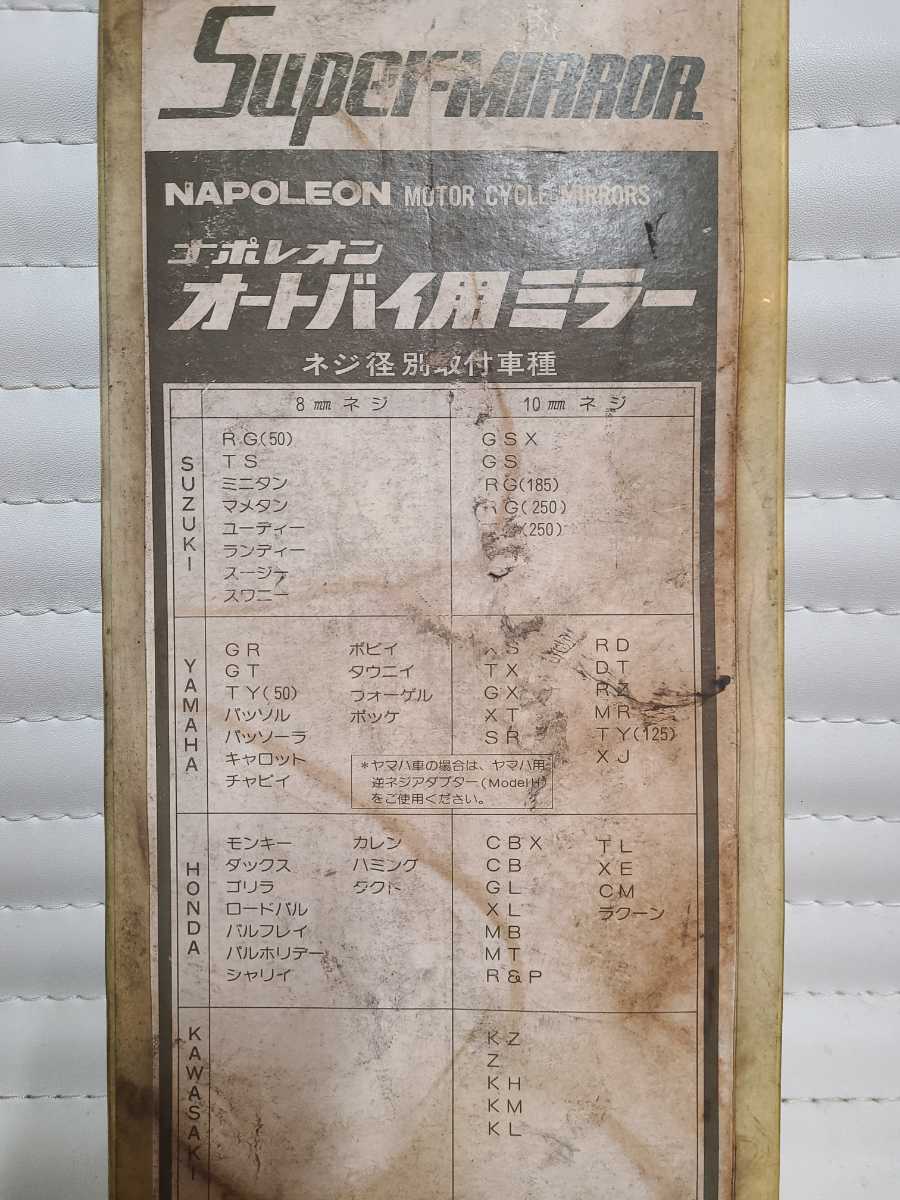 Super-MIRROR
NAPOLEON MOTOR CYCLE MIRRORS
ナポレオン
オートバイ用ミラー
ネジ径別取付車種
8㎜ネジ
10㎜ネジ
SUZUKI
RG(50)
TS
ミニタン
マメタン
ユーディー
ランディー
スージー
スワニー
GSX
GS
RG(185)
RG(250)
(250)
YAMAHA
GR
GT
TY(50)
パッソル
パッソーラ
キャロット
チャピィ
ボビイ
タウニイ
フォーゲル
ポッケ
*ヤマハ車の場合は、ヤマハ用
逆ネジアダプター(ModelH)
をご使用ください。
XS
TX
GX
XT
SR
RD
DT
RZ
MR
TY(125)
XJ
HONDA
モンキー
ダックス
ゴリラ
ロードパル
パルフレイ
パルホリデー
シャリイ
カレン
ハミング
タクト
CBX
CB
GL
XL
MB
MT
R&P
TL
XE
CM
ラクーン
KAWASAKI
KZ
Z
KH
KM
KL